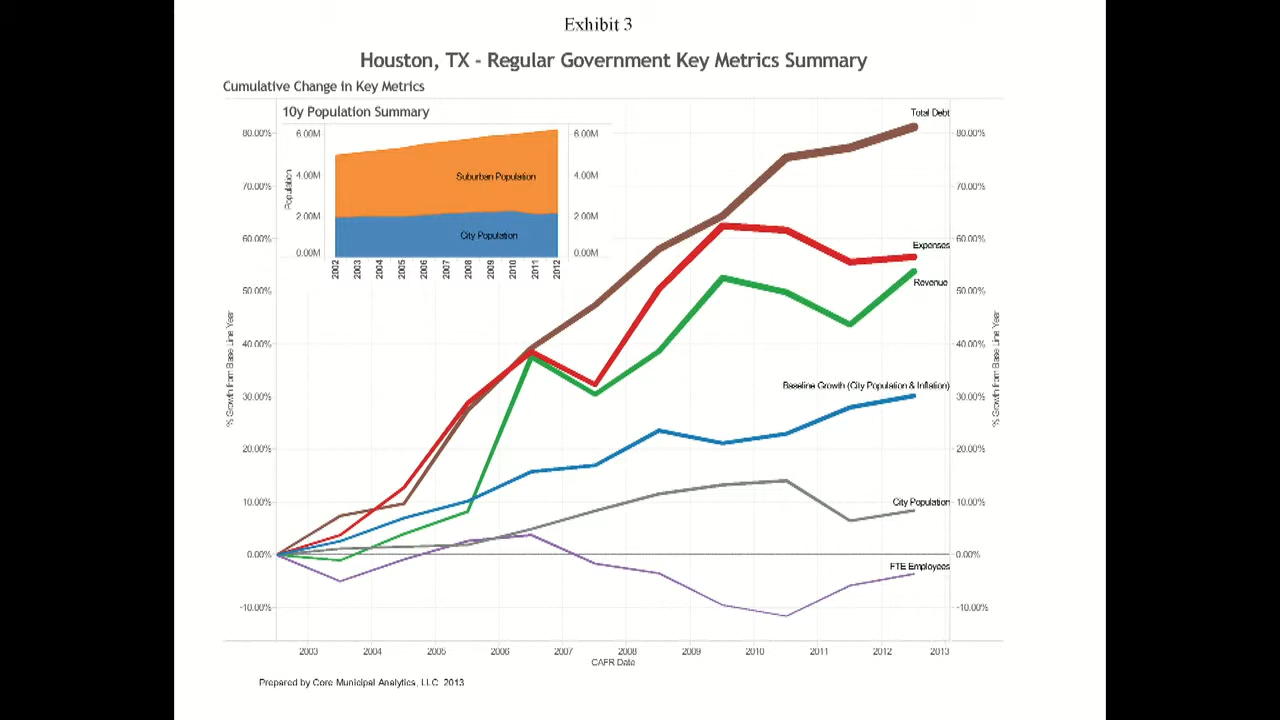 Exhibit 3
Houston, TX - Regular Government Key Metrics Summary
Cumulative Change in Key Metrics
10y Population Summary
Total Debt
80.00%
6.00M
6.00M
80.00%
Suburban Population
4.00M
4.00M
Population
70.00%
70.00%
2.00M
2.00M
City Population
60.00%
60.00%
Expenses
0.00M
0.00M
2002 2003 2004 2005 2006 2007 2008 2009 2010 2011 2012
Revenue
50.00%
50.00%
% Growth from Base Line Year
% Growth from Base Line Year
40.00%
40.00%
Baseline Growth (City Population & Inflation)
30.00%
30.00%
20.00%
20.00%
City Population
10.00%
10.00%
0.00%
0.00%
FTE Employees
-10.00%
-10.00%
2003 2004 2005 2006 2007 2008 2009 2010 2011 2012 2013
CAFR Date
Prepared by Core Municipal Analytics, LLC 2013